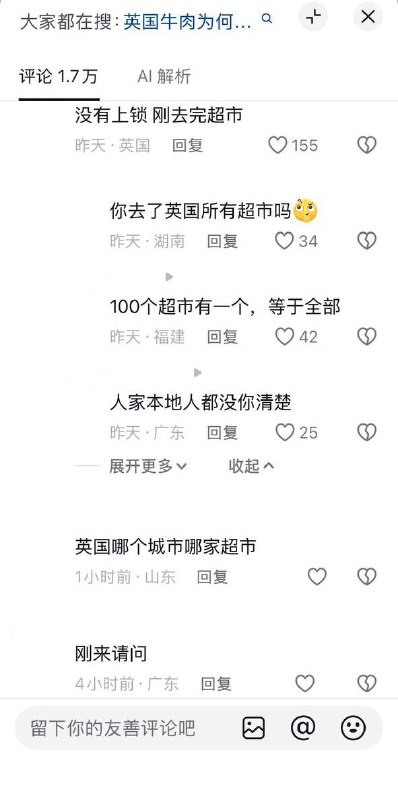 大家都在搜：英国牛肉为何...
评论 1.7万
AI 解析
没有上锁 刚去完超市
昨天 · 英国 回复 155
你去了英国所有超市吗🤔
昨天 · 湖南 回复 34
100个超市有一个，等于全部
昨天 · 福建 回复 42
人家本地人都没你清楚
昨天 · 广东 回复 25
展开更多 收起
英国哪个城市哪家超市
1小时前 · 山东 回复
刚来请问
4小时前 · 广东 回复
留下你的友善评论吧 @